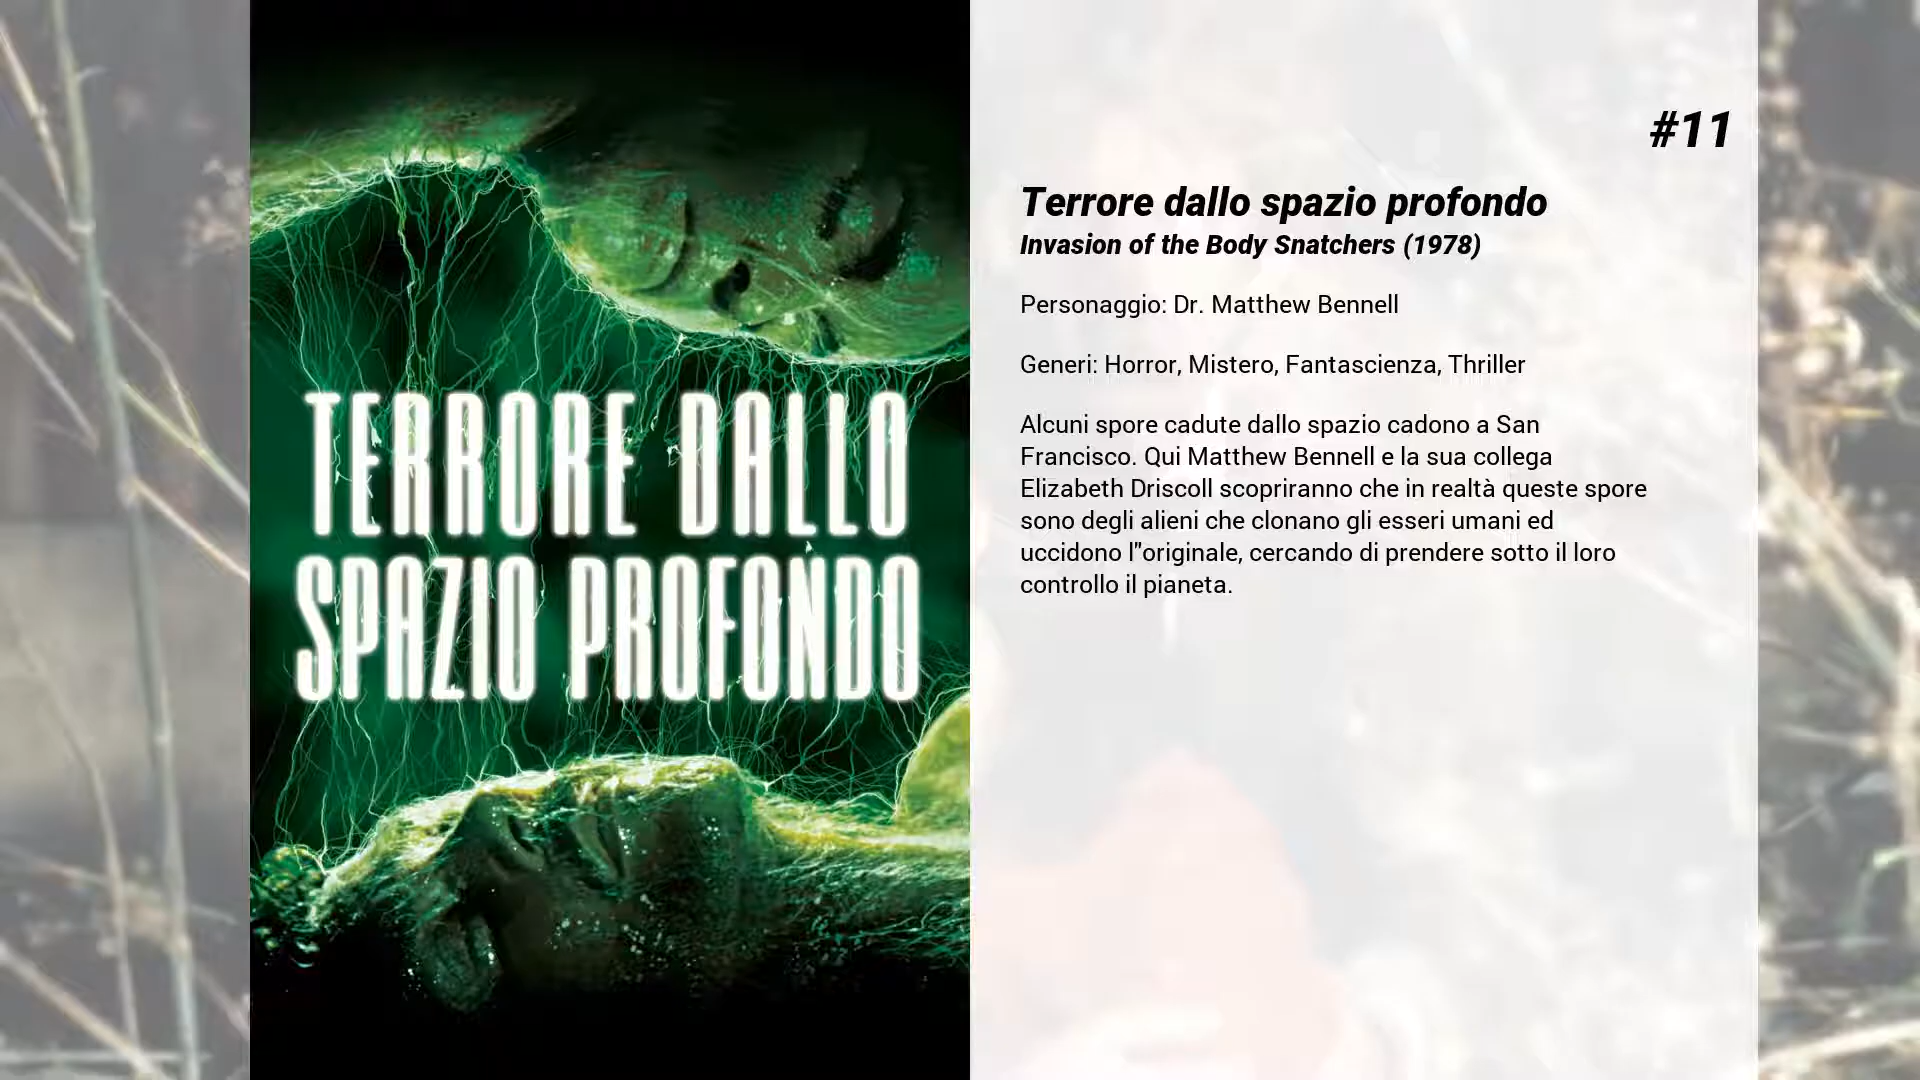 TERRORE DALLO
SPAZIO PROFONDO
#11
Terrore dallo spazio profondo
Invasion of the Body Snatchers (1978)
Personaggio: Dr. Matthew Bennell
Generi: Horror, Mistero, Fantascienza, Thriller
Alcuni spore cadute dallo spazio cadono a San
Francisco. Qui Matthew Bennell e la sua collega
Elizabeth Driscoll scopriranno che in realtà queste spore
sono degli alieni che clonano gli esseri umani ed
uccidono l"originale, cercando di prendere sotto il loro
controllo il pianeta.